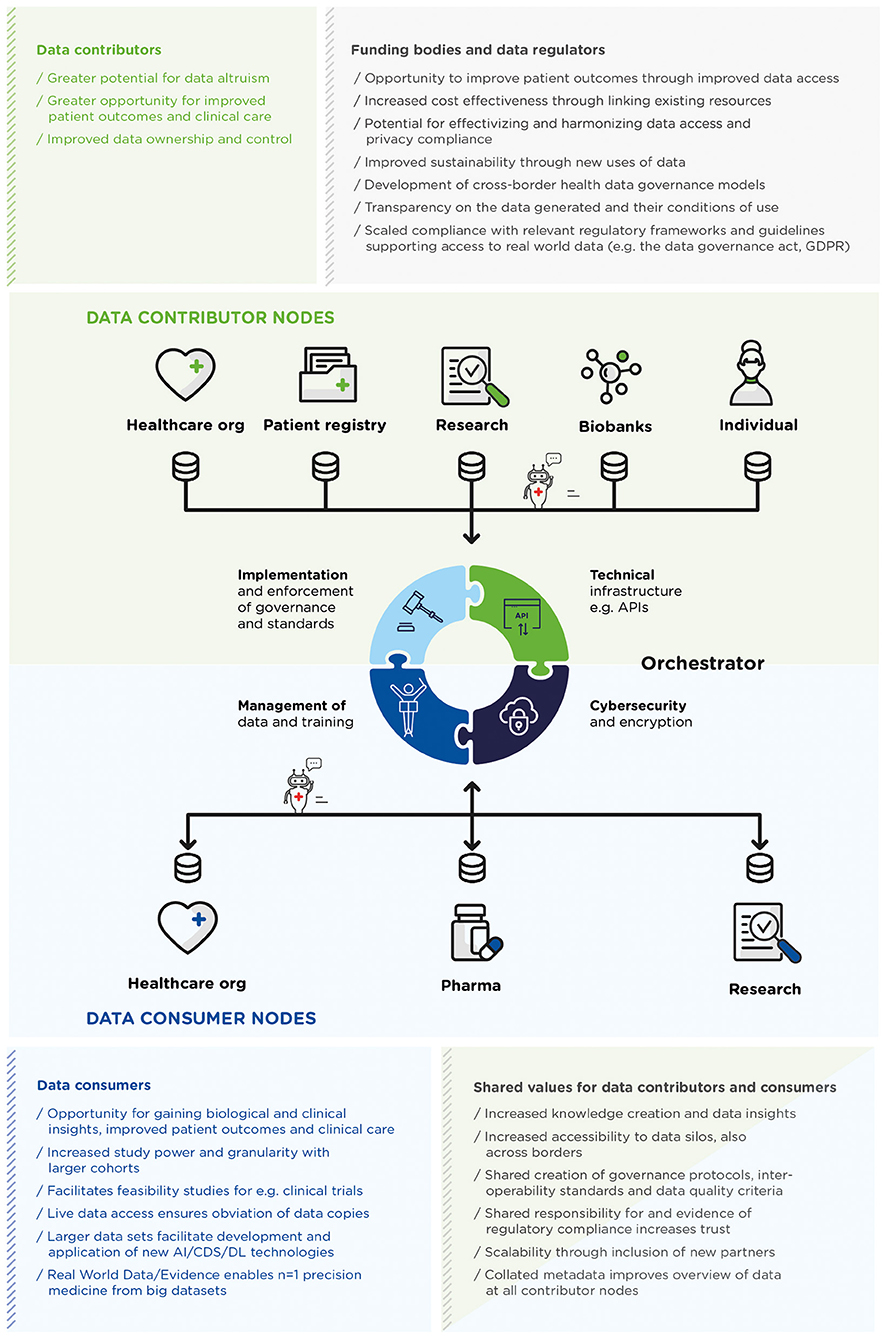 Data contributors
/ Greater potential for data altruism
/ Greater opportunity for improved
patient outcomes and clinical care
/ Improved data ownership and control
Funding bodies and data regulators
/ Opportunity to improve patient outcomes through improved data access
/ Increased cost effectiveness through linking existing resources
/ Potential for effectivizing and harmonizing data access and
privacy compliance
/ Improved sustainability through new uses of data
/ Development of cross-border health data governance models
/ Transparency on the data generated and their conditions of use
/ Scaled compliance with relevant regulatory frameworks and guidelines
supporting access to real world data (e.g. the data governance act, GDPR)
DATA CONTRIBUTOR NODES
Healthcare org
Patient registry
Research
Biobanks
Individual
Implementation
and enforcement
of governance
and standards
Technical
infrastructure
e.g. APIs
API
Orchestrator
Management of
data and training
Cybersecurity
and encryption
Healthcare org
Pharma
Research
DATA CONSUMER NODES
Data consumers
/ Opportunity for gaining biological and clinical
insights, improved patient outcomes and clinical care
/ Increased study power and granularity with
larger cohorts
/ Facilitates feasibility studies for e.g. clinical trials
/ Live data access ensures obviation of data copies
/ Larger data sets facilitate development and
application of new AI/CDS/DL technologies
/ Real World Data/Evidence enables n=1 precision
medicine from big datasets
Shared values for data contributors and consumers
/ Increased knowledge creation and data insights
/ Increased accessibility to data silos, also
across borders
/ Shared creation of governance protocols, inter-
operability standards and data quality criteria
/ Shared responsibility for and evidence of
regulatory compliance increases trust
/ Scalability through inclusion of new partners
/ Collated metadata improves overview of data
at all contributor nodes